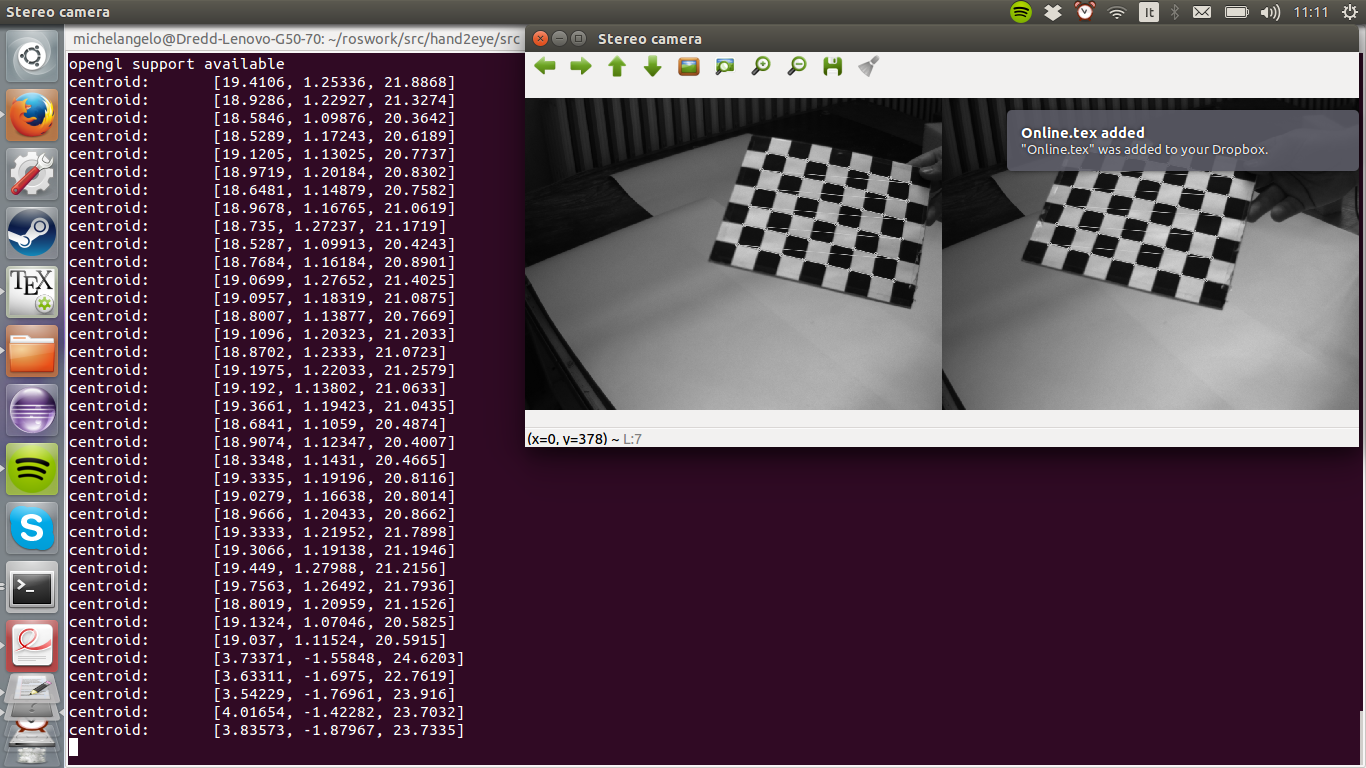 Stereo camera
It
11:11
michelangelo@Dredd-Lenovo-G50-70: ~/roswork/src/hand2eye/src
opengl support available
centroid: [19.4106, 1.25336, 21.8868]
centroid: [18.9286, 1.22927, 21.3274]
centroid: [18.5846, 1.09876, 20.3642]
centroid: [18.5289, 1.17243, 20.6189]
centroid: [19.1205, 1.13025, 20.7737]
centroid: [18.9719, 1.20184, 20.8302]
centroid: [18.6481, 1.14879, 20.7582]
centroid: [18.9678, 1.16765, 21.0619]
centroid: [18.735, 1.27237, 21.1719]
centroid: [18.5287, 1.09913, 20.4243]
centroid: [18.7684, 1.16184, 20.8901]
centroid: [19.0699, 1.27652, 21.4025]
centroid: [19.0957, 1.18319, 21.0875]
centroid: [18.8007, 1.13877, 20.7669]
centroid: [19.1096, 1.20323, 21.2033]
centroid: [18.8702, 1.2333, 21.0723]
centroid: [19.1975, 1.22033, 21.2579]
centroid: [19.192, 1.13802, 21.0633]
centroid: [19.3661, 1.19423, 21.0435]
centroid: [18.6841, 1.1059, 20.4874]
centroid: [18.9074, 1.12347, 20.4007]
centroid: [18.3348, 1.1431, 20.4665]
centroid: [19.3335, 1.19196, 20.8116]
centroid: [19.0279, 1.16638, 20.8014]
centroid: [18.9666, 1.20433, 20.8662]
centroid: [19.3333, 1.21952, 21.7898]
centroid: [19.3066, 1.19138, 21.1946]
centroid: [19.449, 1.27988, 21.2156]
centroid: [19.7563, 1.26492, 21.7936]
centroid: [18.8019, 1.20959, 21.1526]
centroid: [19.1324, 1.07046, 20.5825]
centroid: [19.037, 1.11524, 20.5915]
centroid: [3.73371, -1.55848, 24.6203]
centroid: [3.63311, -1.6975, 22.7619]
centroid: [3.54229, -1.76961, 23.916]
centroid: [4.01654, -1.42282, 23.7032]
centroid: [3.83573, -1.87967, 23.7335]
Stereo camera
Online.tex added
"Online.tex" was added to your Dropbox.
(x=0, y=378) ~ L:7
TEX
S
>_